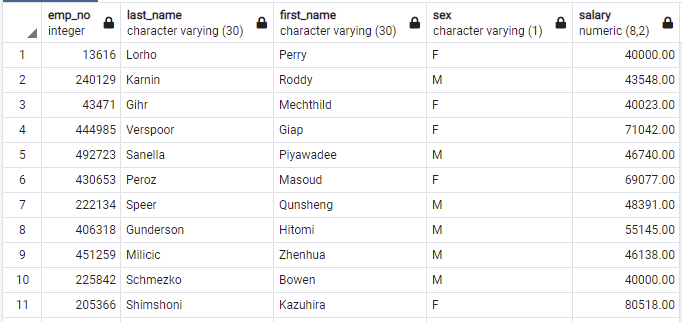 emp_no last_name first_name sex salary
integer character varying (30) character varying (30) character varying (1) numeric (8,2)
1 13616 Lorho Perry F 40000.00
2 240129 Karnin Roddy M 43548.00
3 43471 Gihr Mechthild F 40023.00
4 444985 Verspoor Giap F 71042.00
5 492723 Sanella Piyawadee M 46740.00
6 430653 Peroz Masoud F 69077.00
7 222134 Speer Qunsheng M 48391.00
8 406318 Gunderson Hitomi M 55145.00
9 451259 Milicic Zhenhua M 46138.00
10 225842 Schmezko Bowen M 40000.00
11 205366 Shimshoni Kazuhira F 80518.00